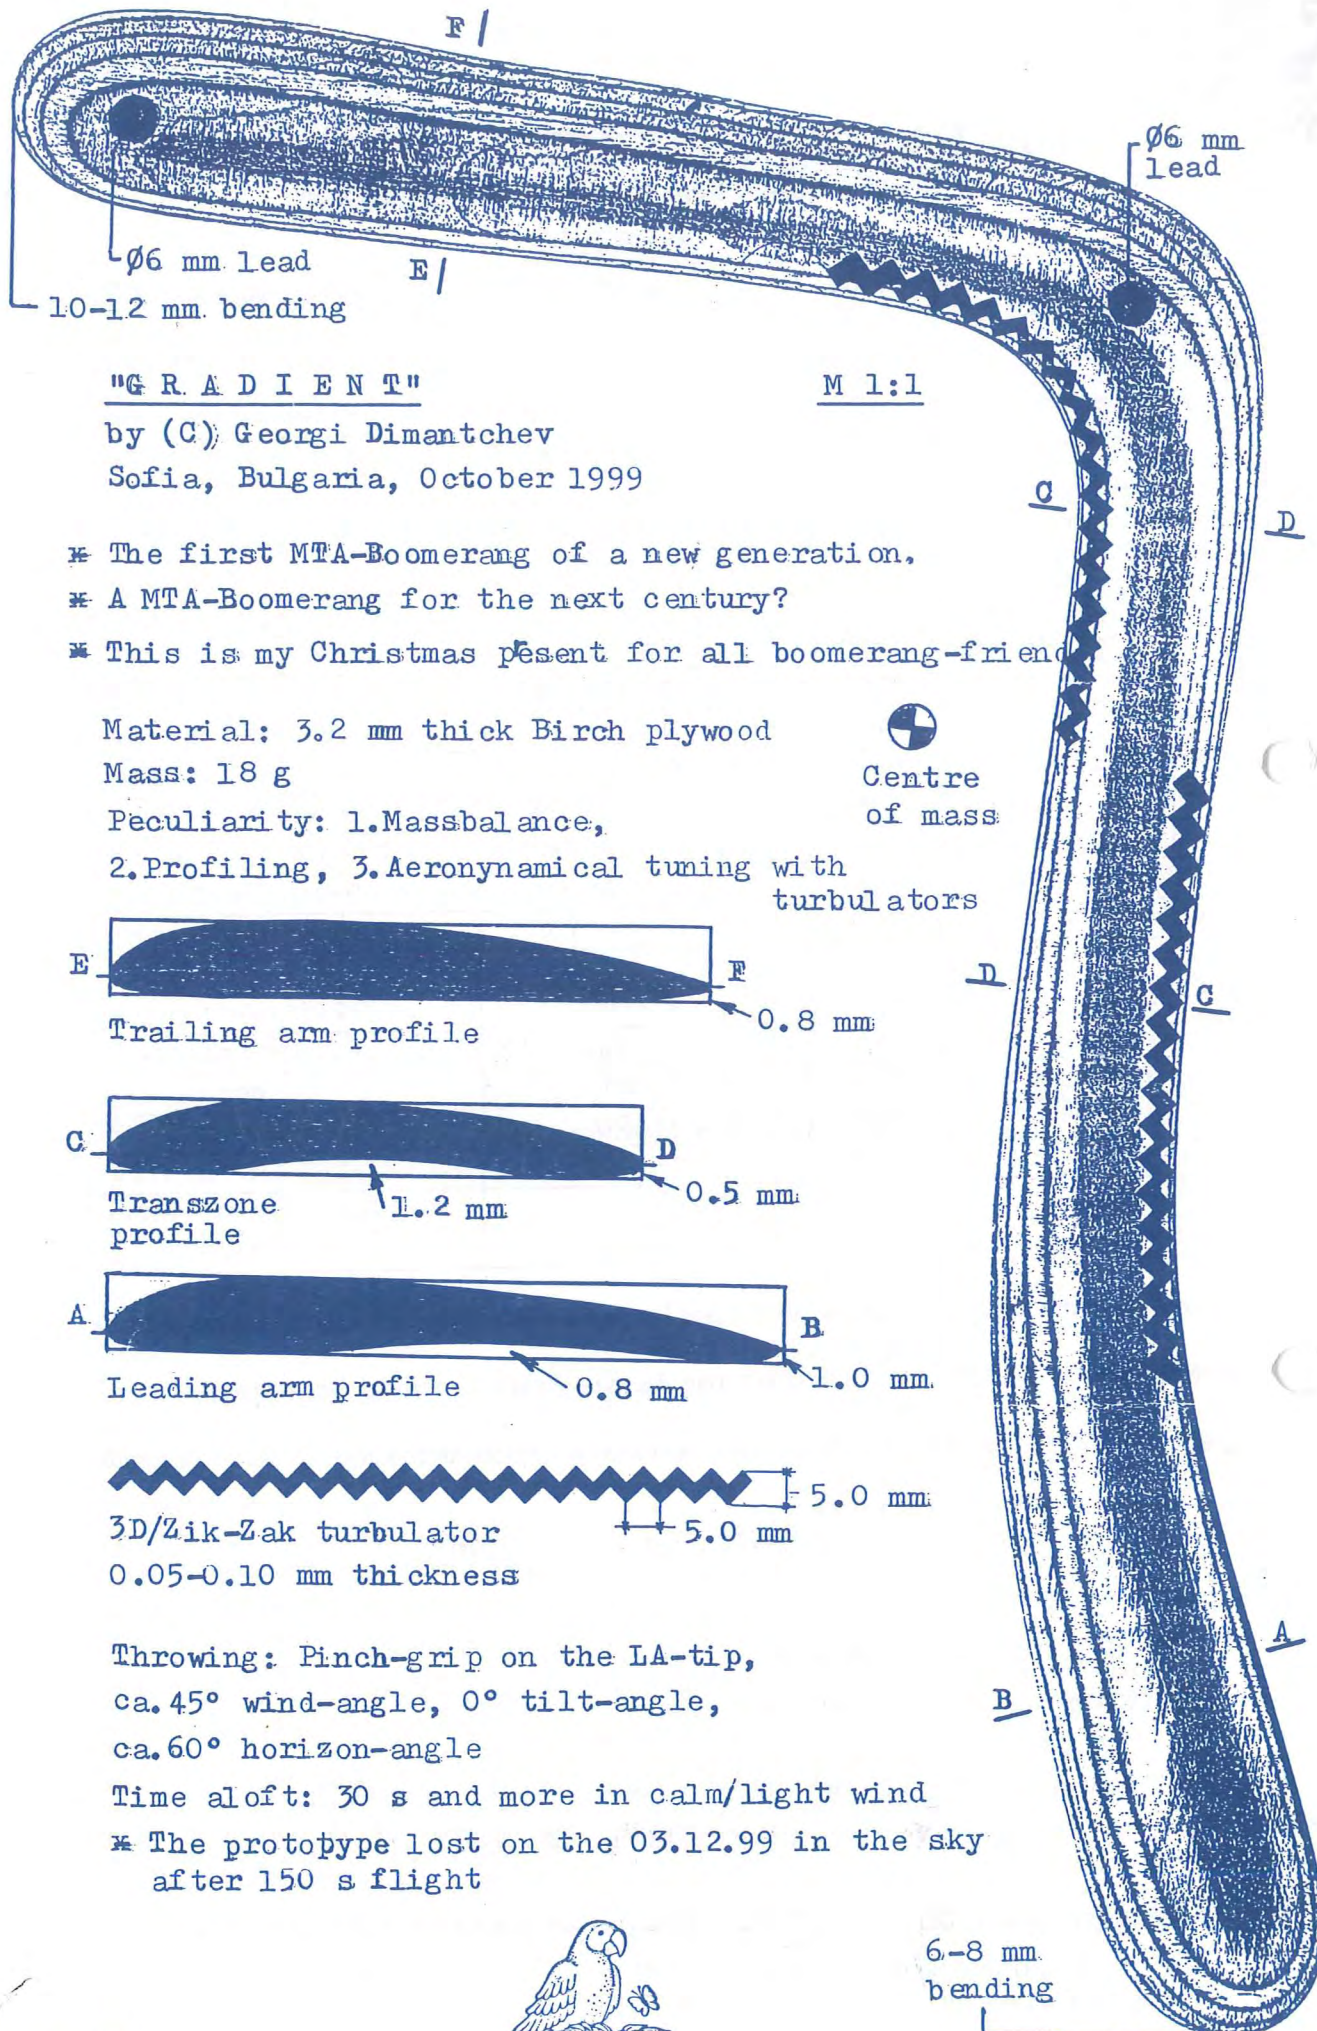 F
Ø6 mm
lead
Ø6 mm lead
E
10-12 mm bending
"G R A D I E N T"
M 1:1
by (C) Georgi Dimantchev
Sofia, Bulgaria, October 1999
C
D
* The first MTA-Boomerang of a new generation.
* A MTA-Boomerang for the next century?
* This is my Christmas present for all boomerang-friend
Material: 3.2 mm thick Birch plywood
Mass: 18 g
Centre
of mass
Peculiarity: 1.Massbalance,
2.Profiling, 3.Aeronynamical tuning with
turbulators
E
F
D
C
0.8 mm
Trailing arm profile
C
D
0.5 mm
Transzone
profile
1.2 mm
A
B
Leading arm profile
0.8 mm
1.0 mm
5.0 mm
3D/Zik-Zak turbulator
5.0 mm
0.05-0.10 mm thickness
A
Throwing: Pinch-grip on the LA-tip,
ca.45° wind-angle, 0° tilt-angle,
B
ca.60° horizon-angle
Time aloft: 30 s and more in calm/light wind
* The protopype lost on the 03.12.99 in the sky
after 150 s flight
6-8 mm
bending